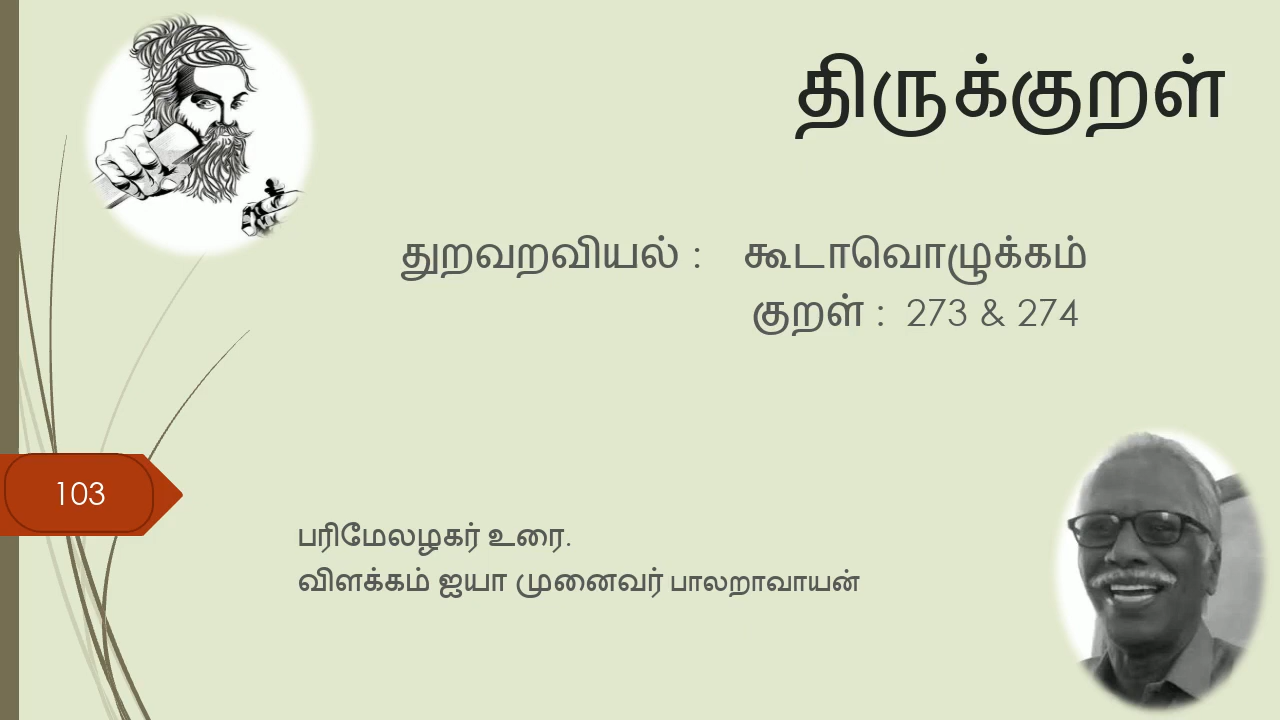 திருக்குறள்
துறவறவியல் : கூடாவொழுக்கம்
குறள் : 273 & 274
103
பரிமேலழகர் உரை.
விளக்கம் ஐயா முனைவர் பாலறாவாயன்